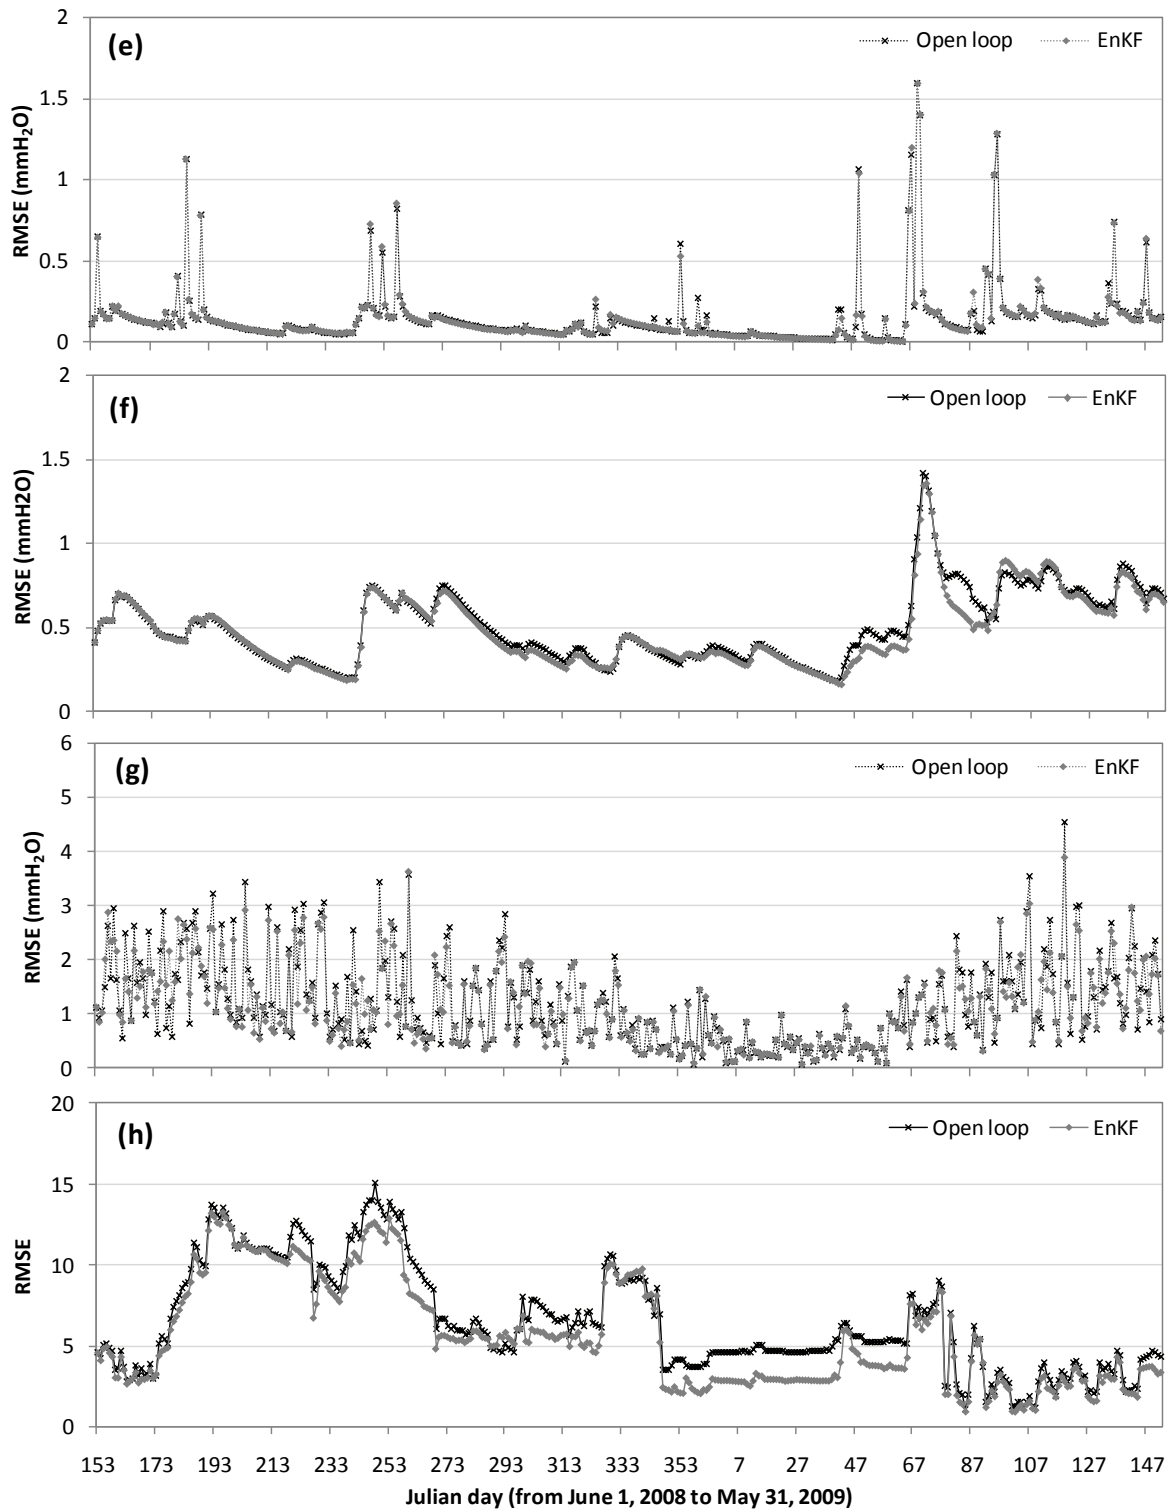 2
(e)
Open loop
EnKF
1.5
1
0.5
0
RMSE (mmH₂O)
2
(f)
Open loop
EnKF
1.5
1
0.5
0
RMSE (mmH2O)
6
(g)
Open loop
EnKF
5
4
3
2
1
0
RMSE (mmH₂O)
20
(h)
Open loop
EnKF
15
10
5
0
RMSE
153 173 193 213 233 253 273 293 313 333 353 7 27 47 67 87 107 127 147
Julian day (from June 1, 2008 to May 31, 2009)